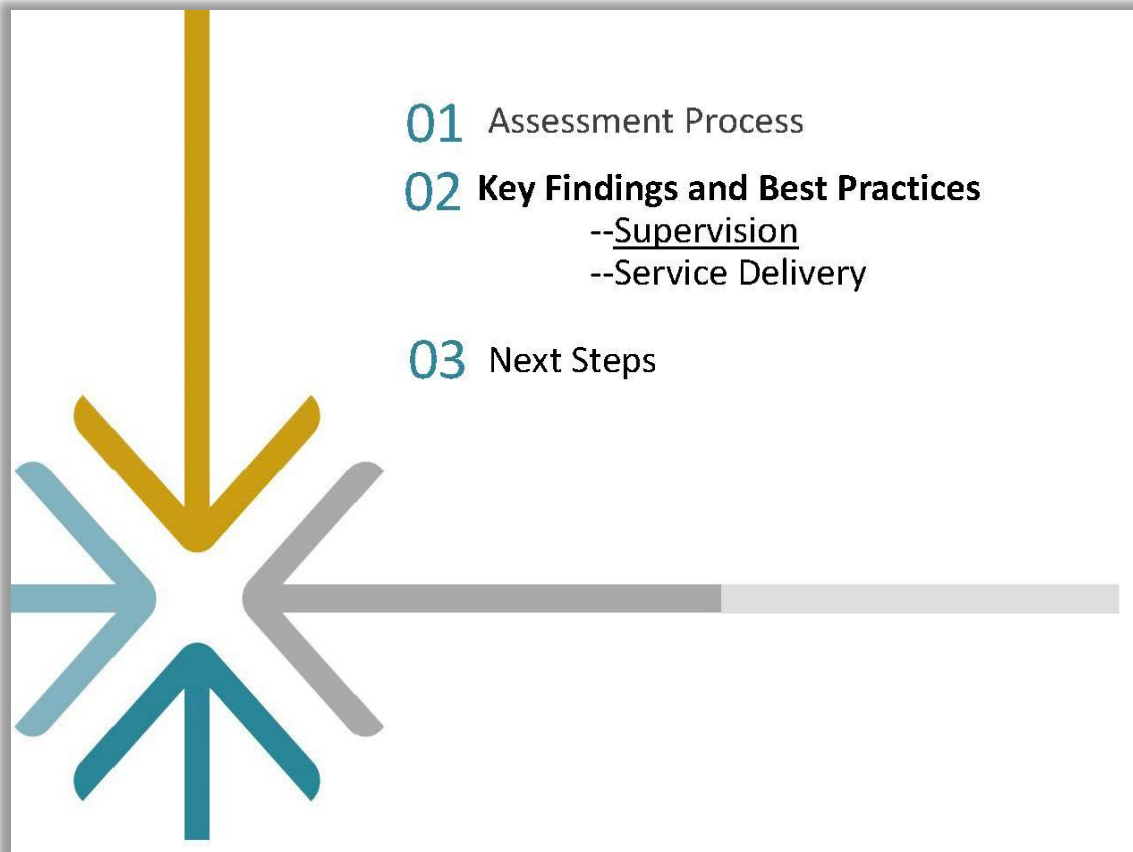 01 Assessment Process
02 Key Findings and Best Practices
--Supervision
--Service Delivery
03 Next Steps